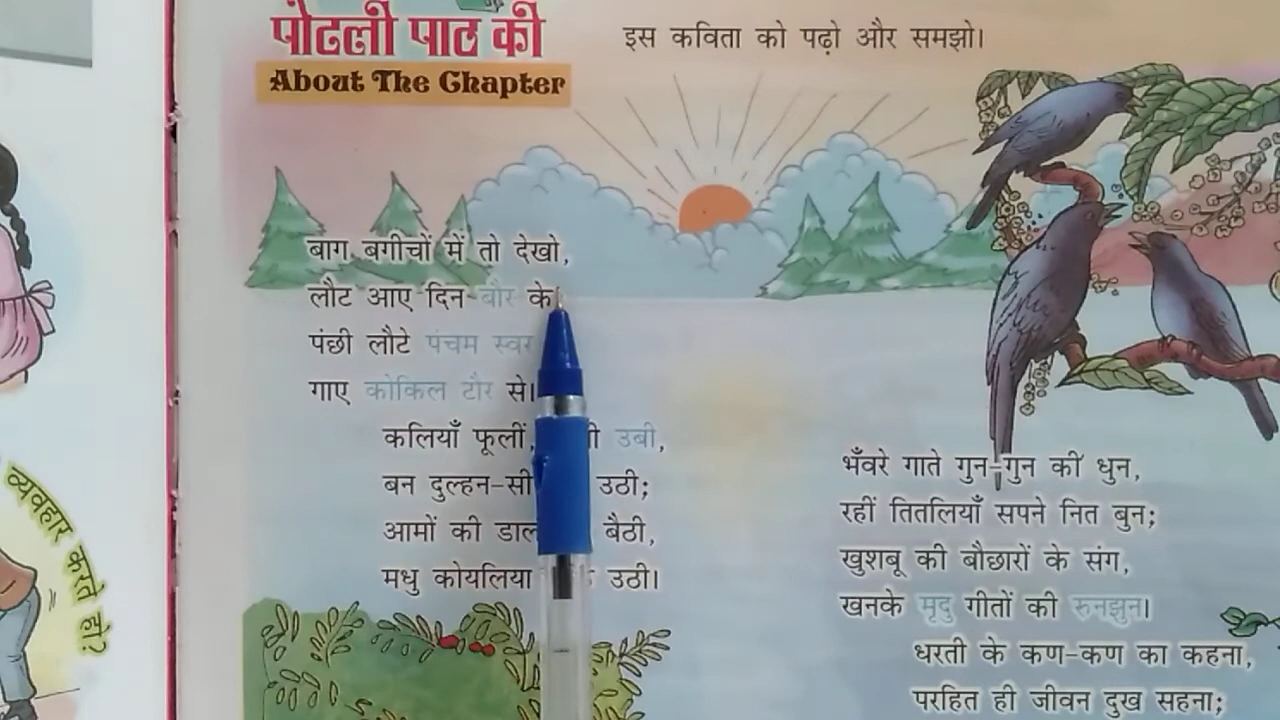 पोटली पाठ की
About The Chapter
इस कविता को पढ़ो और समझो।
बाग बगीचों में तो देखो,
लौट आए दिन बौर के
पंछी लौटे पंचम स्वर
गाए कोकिल टौर से।
कलियाँ फूलीं, उबी,
बन दुल्हन-सी उठी;
आमों की डाल बैठी,
मधु कोयलिया उठी।
भँवरे गाते गुन-गुन की धुन,
रहीं तितलियाँ सपने नित बुन;
खुशबू की बौछारों के संग,
खनके मृदु गीतों की रुनझुन।
धरती के कण-कण का कहना,
परहित ही जीवन दुख सहना;
व्यवहार करते हो?